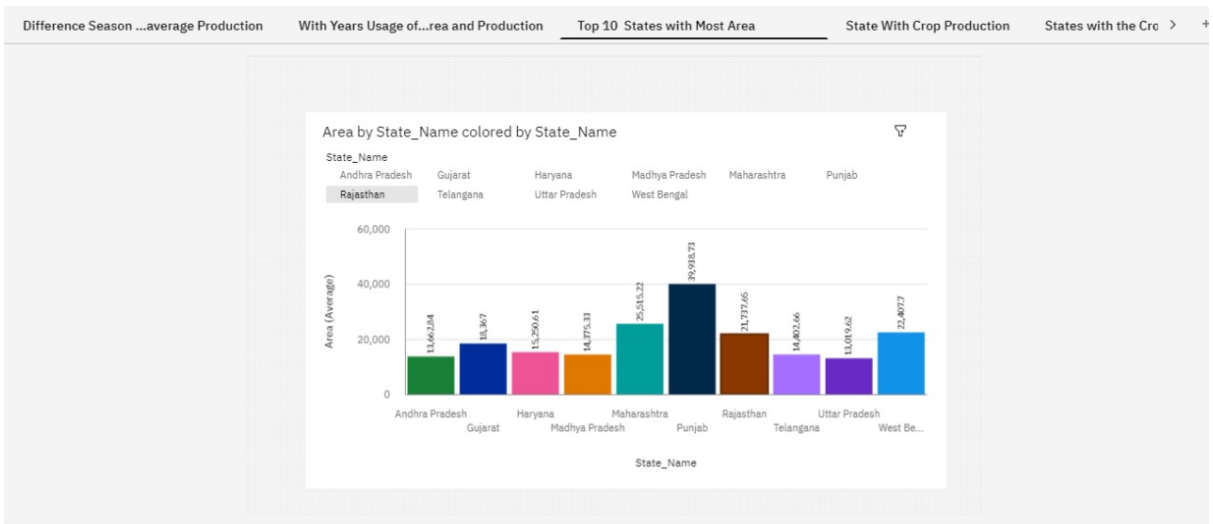 Difference Season ...average Production With Years Usage of...rea and Production Top 10 States with Most Area State With Crop Production States with the Cro > +
Area by State_Name colored by State_Name
State_Name
Andhra Pradesh Gujarat Haryana Madhya Pradesh Maharashtra Punjab
Rajasthan Telangana Uttar Pradesh West Bengal
60,000
40,000
20,000
0
Area (Average)
13,662.84
18,367
15,250.61
14,375.33
25,515.22
39,938.73
21,737.65
14,402.66
13,019.62
22,407.7
Andhra Pradesh Haryana Maharashtra Rajasthan Uttar Pradesh
Gujarat Madhya Pradesh Punjab Telangana West Be...
State_Name